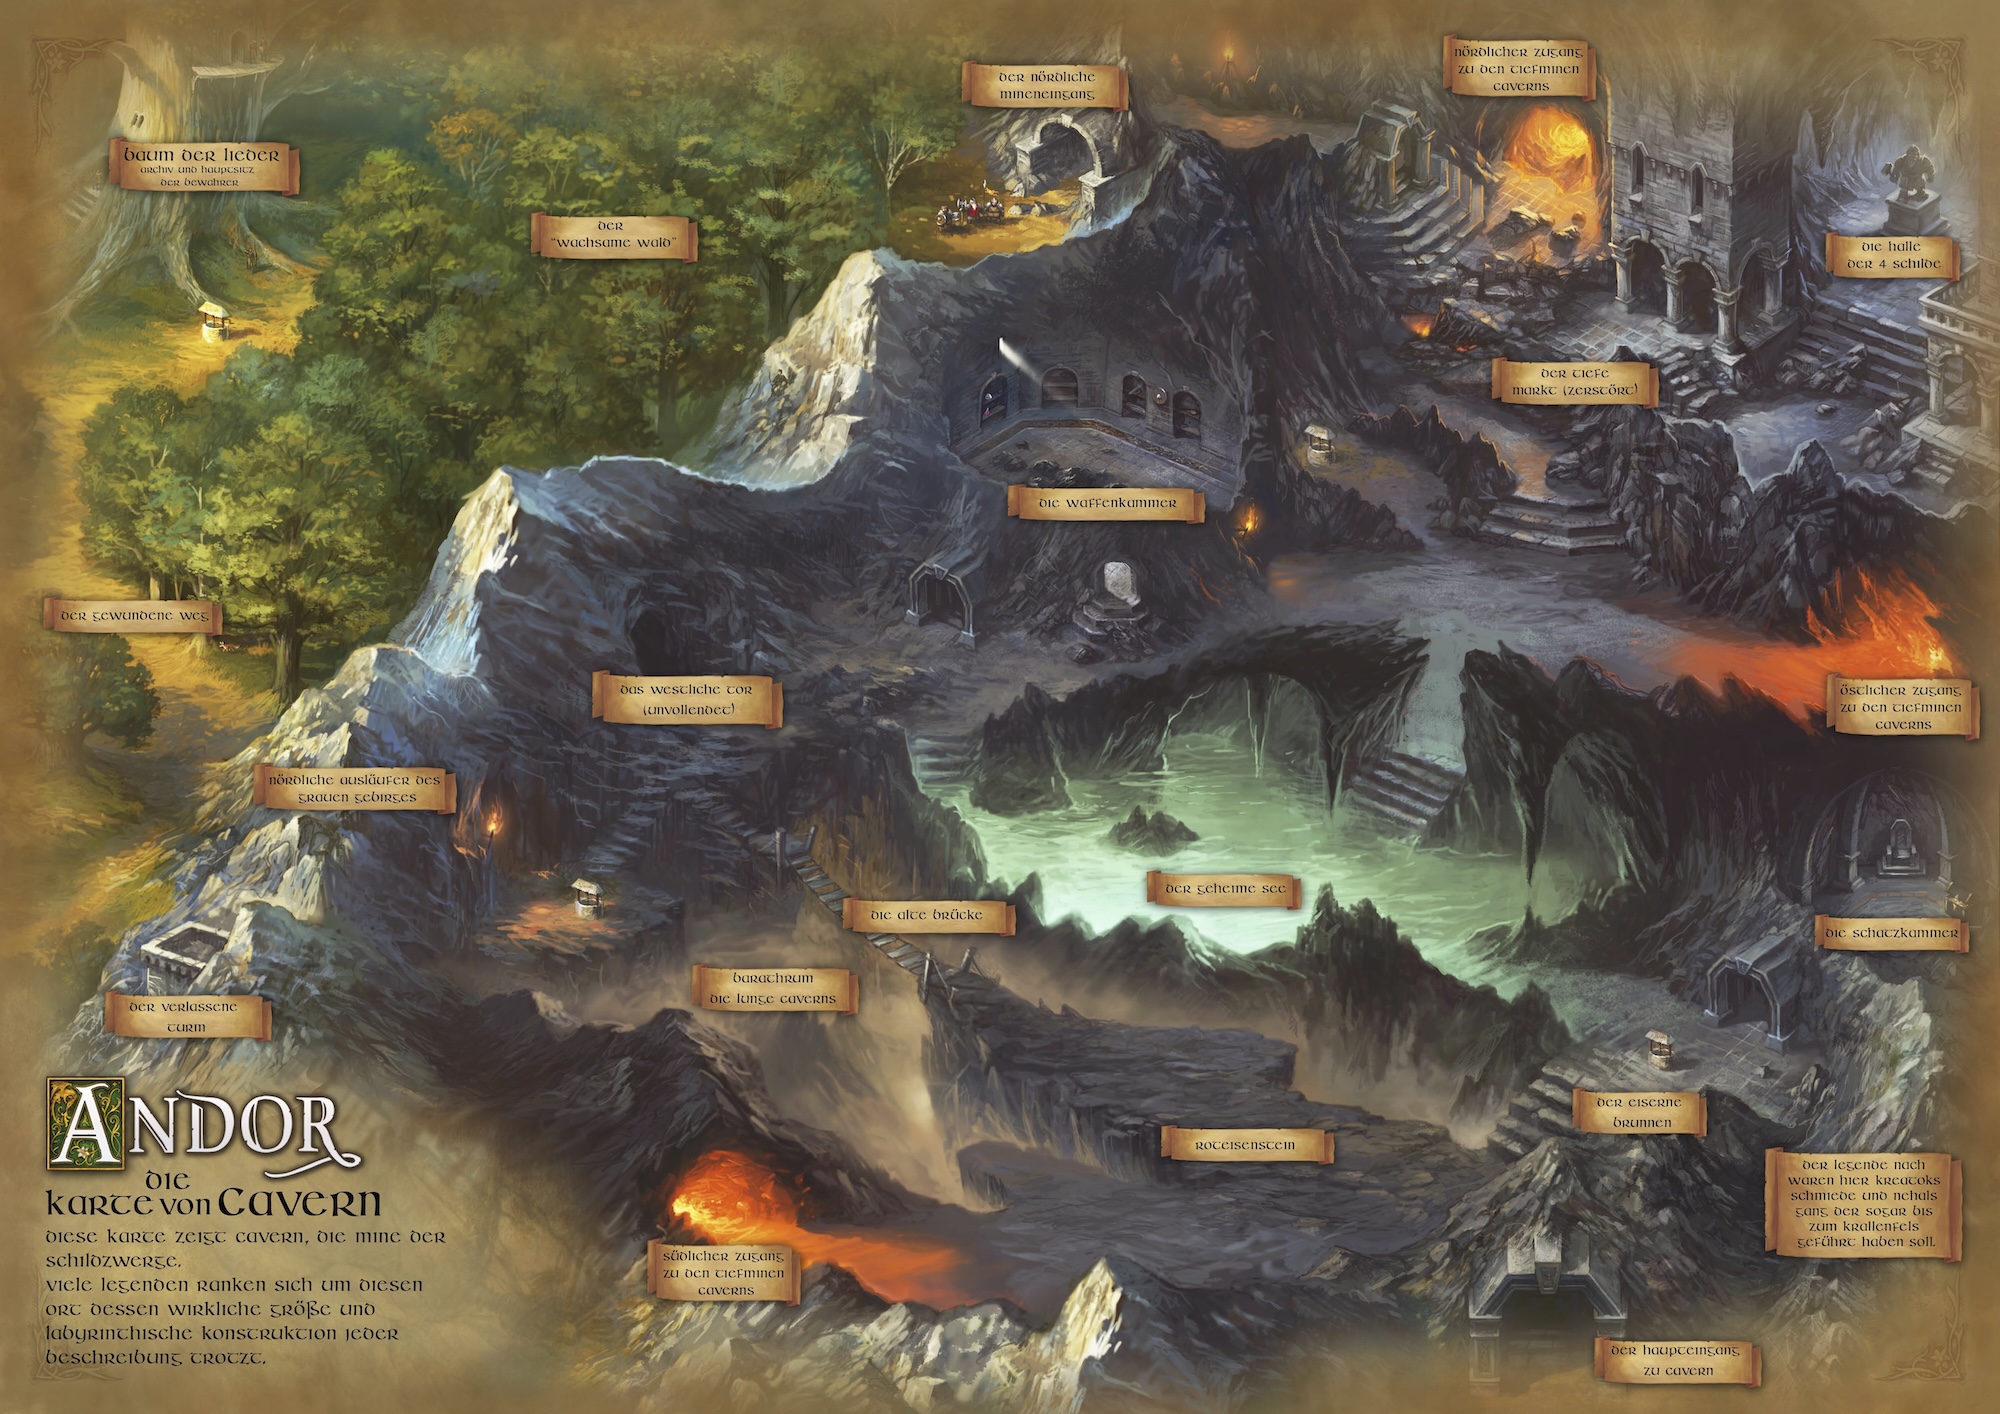 Baum der Lieder
Archiv und Hauptsitz
der Bewahrer
der
"wachsame Wald"
der nördliche
Mineneingang
nördlicher Zugang
zu den Tiefminen
Caverns
die Halle
der 4 Schilde
der tiefe
Markt (zerstört)
die Waffenkammer
der gewundene Weg
das westliche Tor
(unvollendet)
östlicher Zugang
zu den Tiefminen
Caverns
nördliche Ausläufer des
grauen Gebirges
der geheime See
die alte Brücke
die Schatzkammer
Barathrum
die Lunge Caverns
der verlassene
Turm
der eiserne
Brunnen
Roteisenstein
der Legende nach
waren hier Kreatoks
Schmiede und Nehals
Gang der sogar bis
zum Krallenfels
geführt haben soll.
südlicher Zugang
zu den Tiefminen
Caverns
der Haupteingang
zu Cavern
ANDOR
die
Karte von Cavern
Diese Karte zeigt Cavern, die Mine der
Schildzwerge.
Viele Legenden ranken sich um diesen
Ort dessen wirkliche Größe und
labyrinthische Konstruktion jeder
Beschreibung trotzt.